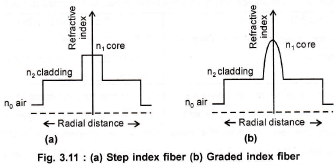 Refractive
index
n1 core
n2 cladding
n0 air
← Radial distance →
(a)
Refractive
index
n1 core
n2 cladding
n0 air
← Radial distance →
(b)
Fig. 3.11 : (a) Step index fiber (b) Graded index fiber